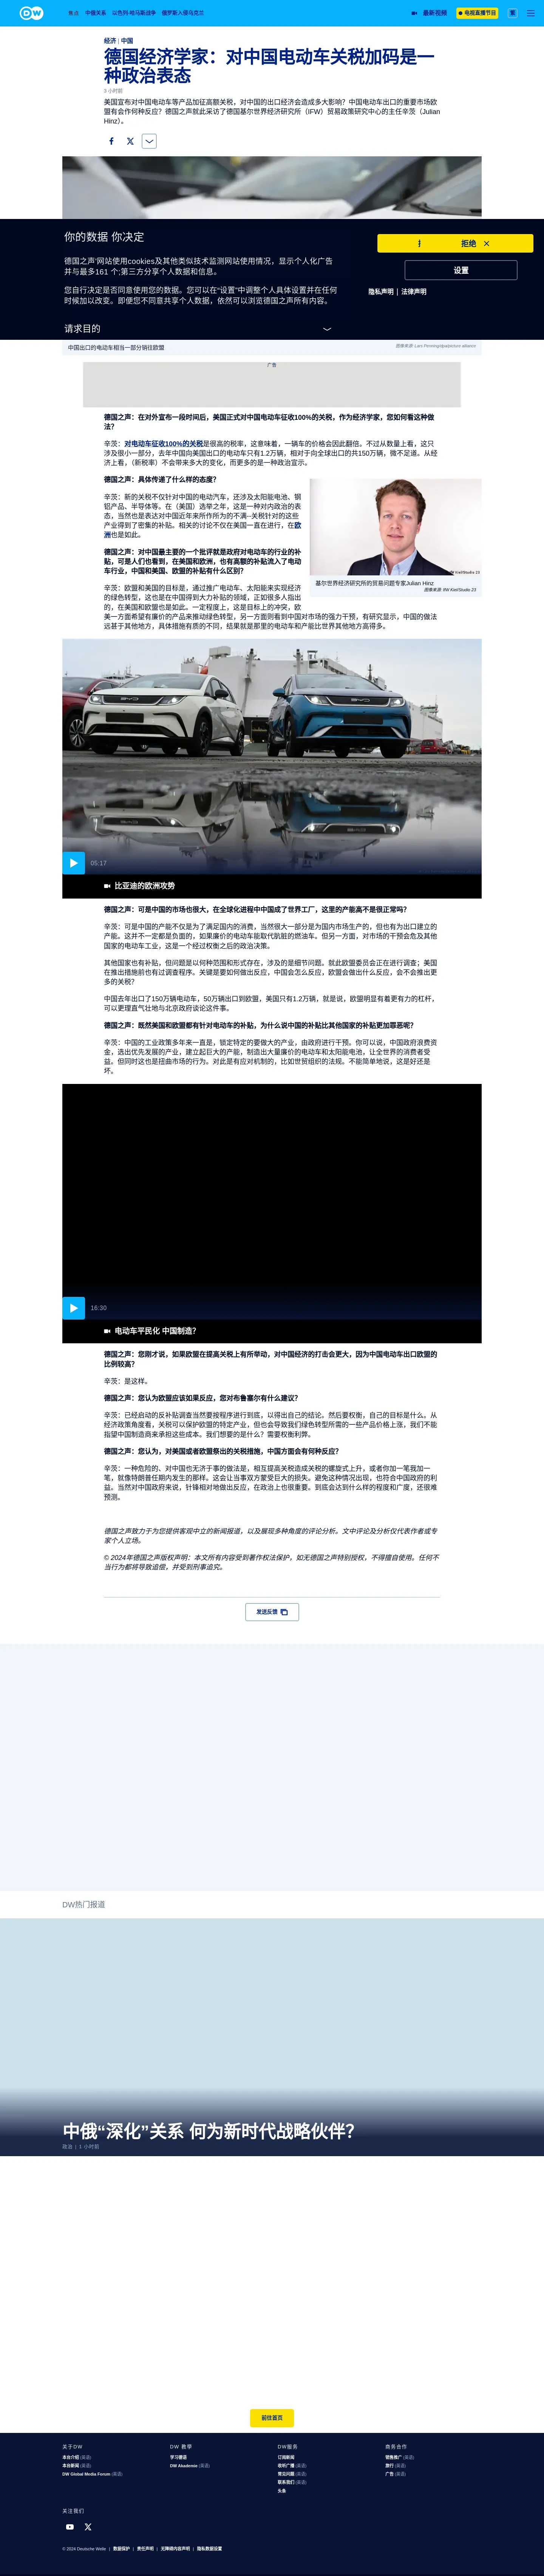 DW
焦点 中俄关系 以色列-哈马斯战争 俄罗斯入侵乌克兰
最新视频 电视直播节目 繁
经济 | 中国
德国经济学家：对中国电动车关税加码是一
种政治表态
3 小时前
美国宣布对中国电动车等产品加征高额关税，对中国的出口经济会造成多大影响？中国电动车出口的重要市场欧
盟有会作何种反应？德国之声就此采访了德国基尔世界经济研究所（IFW）贸易政策研究中心的主任辛茨（Julian
Hinz）。
你的数据 你决定
德国之声’网站使用cookies及其他类似技术监测网站使用情况，显示个人化广告
并与最多161 个;第三方分享个人数据和信息。
您自行决定是否同意使用您的数据。您可以在“设置”中调整个人具体设置并在任何
时候加以改变。即便您不同意共享个人数据，依然可以浏览德国之声所有内容。
请求目的
拒绝
设置
隐私声明 | 法律声明
中国出口的电动车相当一部分销往欧盟
图像来源: Lars Penning/dpa/picture alliance
广告
德国之声：在对外宣布一段时间后，美国正式对中国电动车征收100%的关税，作为经济学家，您如何看这种做
法？
辛茨：对电动车征收100%的关税是很高的税率，这意味着，一辆车的价格会因此翻倍。不过从数量上看，这只
涉及很小一部分，去年中国向美国出口的电动车只有1.2万辆，相对于向全球出口的共150万辆，微不足道。从经
济上看，（新税率）不会带来多大的变化，而更多的是一种政治宣示。
德国之声：具体传递了什么样的态度？
辛茨：新的关税不仅针对中国的电动汽车，还涉及太阳能电池、钢
铝产品、半导体等。在（美国）选举之年，这是一种对内政治的表
态，当然也是表达对中国近年来所作所为的不满--关税针对的这些
产业得到了密集的补贴。相关的讨论不仅在美国一直在进行，在欧
洲也是如此。
基尔世界经济研究所的贸易问题专家Julian Hinz
图像来源: IfW Kiel/Studio 23
德国之声：对中国最主要的一个批评就是政府对电动车的行业的补
贴，可是人们也看到，在美国和欧洲，也有高额的补贴流入了电动
车行业，中国和美国、欧盟的补贴有什么区别？
辛茨：欧盟和美国的目标是，通过推广电动车、太阳能来实现经济
的绿色转型，这也是在中国得到大力补贴的领域，正如很多人指出
的，在美国和欧盟也是如此。一定程度上，这是目标上的冲突，欧
美一方面希望有廉价的产品来推动绿色转型，另一方面则看到中国对市场的强力干预，有研究显示，中国的做法
远甚于其他地方，具体措施有质的不同，结果就是那里的电动车和产能比世界其他地方高得多。
05:17
比亚迪的欧洲攻势
德国之声：可是中国的市场也很大，在全球化进程中中国成了世界工厂，这里的产能高不是很正常吗？
辛茨：可是中国的产能不仅是为了满足国内的消费，当然很大一部分是为国内市场生产的，但也有为出口建立的
产能。这并不一定都是负面的，如果廉价的电动车能取代肮脏的燃油车。但另一方面，对市场的干预会危及其他
国家的电动车工业，这是一个经过权衡之后的政治决策。
其他国家也有补贴，但问题是以何种范围和形式存在，涉及的是细节问题。就此欧盟委员会正在进行调查；美国
在推出措施前也有过调查程序。关键是要如何做出反应，中国会怎么反应，欧盟会做出什么反应，会不会推出更
多的关税？
中国去年出口了150万辆电动车，50万辆出口到欧盟，美国只有1.2万辆，就是说，欧盟明显有着更有力的杠杆，
可以更理直气壮地与北京政府谈论这件事。
德国之声：既然美国和欧盟都有针对电动车的补贴，为什么说中国的补贴比其他国家的补贴更加罪恶呢？
辛茨：中国的工业政策多年来一直是，锁定特定的要做大的产业，由政府进行干预。你可以说，中国政府浪费资
金，选出优先发展的产业，建立起巨大的产能，制造出大量廉价的电动车和太阳能电池，让全世界的消费者受
益。但同时这也是扭曲市场的行为。对此是有应对机制的，比如世贸组织的法规。不能简单地说，这是好还是
坏。
16:30
电动车平民化 中国制造？
德国之声：您刚才说，如果欧盟在提高关税上有所举动，对中国经济的打击会更大，因为中国电动车出口欧盟的
比例较高？
辛茨：是这样。
德国之声：您认为欧盟应该如果反应，您对布鲁塞尔有什么建议？
辛茨：已经启动的反补贴调查当然要按程序进行到底，以得出自己的结论。然后要权衡，自己的目标是什么。从
经济政策角度看，关税可以保护欧盟的特定产业，但也会导致我们绿色转型所需的一些产品价格上涨，我们不能
指望中国制造商来承担这些成本。我们想要的是什么？需要权衡利弊。
德国之声：您认为，对美国或者欧盟祭出的关税措施，中国方面会有何种反应？
辛茨：一种危险的、对中国也无济于事的做法是，相互提高关税造成关税的螺旋式上升，或者你加一笔我加一
笔，就像特朗普任期内发生的那样。这会让当事双方蒙受巨大的损失。避免这种情况出现，也符合中国政府的利
益。当然对中国政府来说，针锋相对地做出反应，在政治上也很重要。到底会达到什么样的程度和广度，还很难
预测。
德国之声致力于为您提供客观中立的新闻报道，以及展现多种角度的评论分析。文中评论及分析仅代表作者或专
家个人立场。
© 2024年德国之声版权声明：本文所有内容受到著作权法保护，如无德国之声特别授权，不得擅自使用。任何不
当行为都将导致追偿，并受到刑事追究。
发送反馈
DW热门报道
中俄“深化”关系 何为新时代战略伙伴？
政治 | 1 小时前
前往首页
关于DW
本台介绍 (英语)
本台新闻 (英语)
DW Global Media Forum (英语)
DW 教学
学习德语
DW Akademie (英语)
DW服务
订阅新闻
收听广播 (英语)
常见问题 (英语)
联系我们 (英语)
头条
商务合作
销售推广 (英语)
旅行 (英语)
广告 (英语)
关注我们
© 2024 Deutsche Welle | 数据保护 | 责任声明 | 无障碍内容声明 | 隐私数据设置